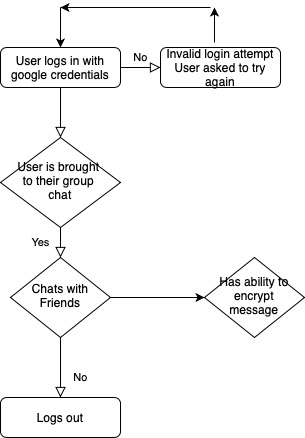 User logs in with
google credentials
No
Invalid login attempt
User asked to try
again
User is brought
to their group
chat
Yes
Chats with
Friends
Has ability to
encrypt
message
No
Logs out